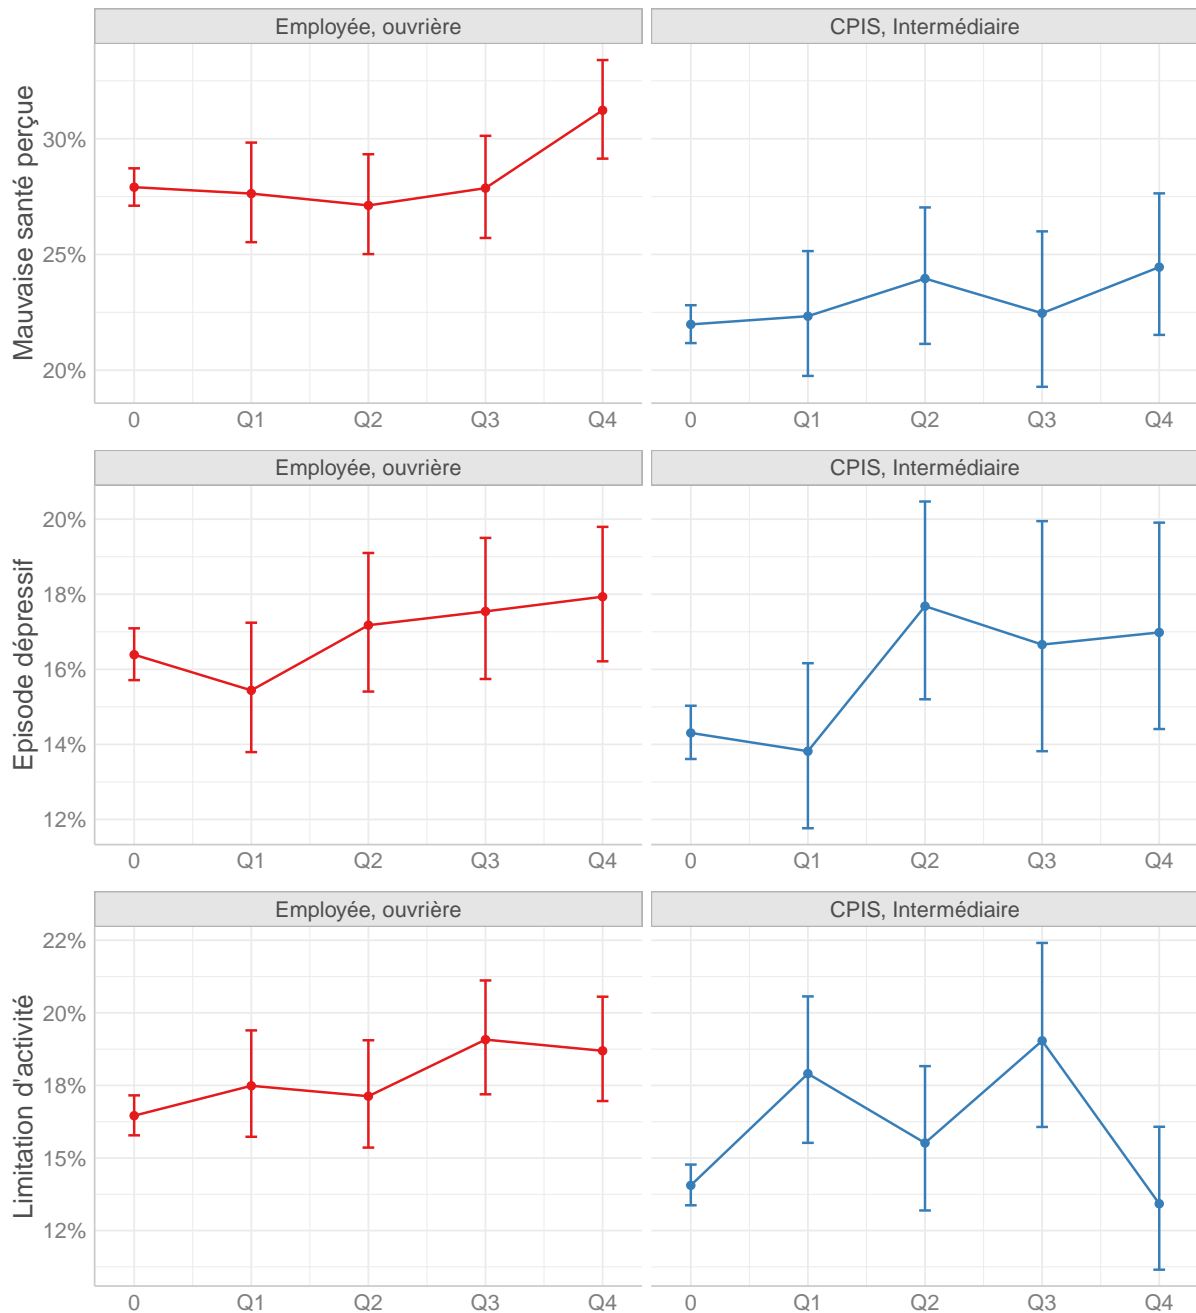 Employée, ouvrière
CPIS, Intermédiaire
Mauvaise santé perçue
30%
25%
20%
0 Q1 Q2 Q3 Q4
0 Q1 Q2 Q3 Q4
Employée, ouvrière
CPIS, Intermédiaire
Episode dépressif
20%
18%
16%
14%
12%
0 Q1 Q2 Q3 Q4
0 Q1 Q2 Q3 Q4
Employée, ouvrière
CPIS, Intermédiaire
Limitation d'activité
22%
20%
18%
15%
12%
0 Q1 Q2 Q3 Q4
0 Q1 Q2 Q3 Q4